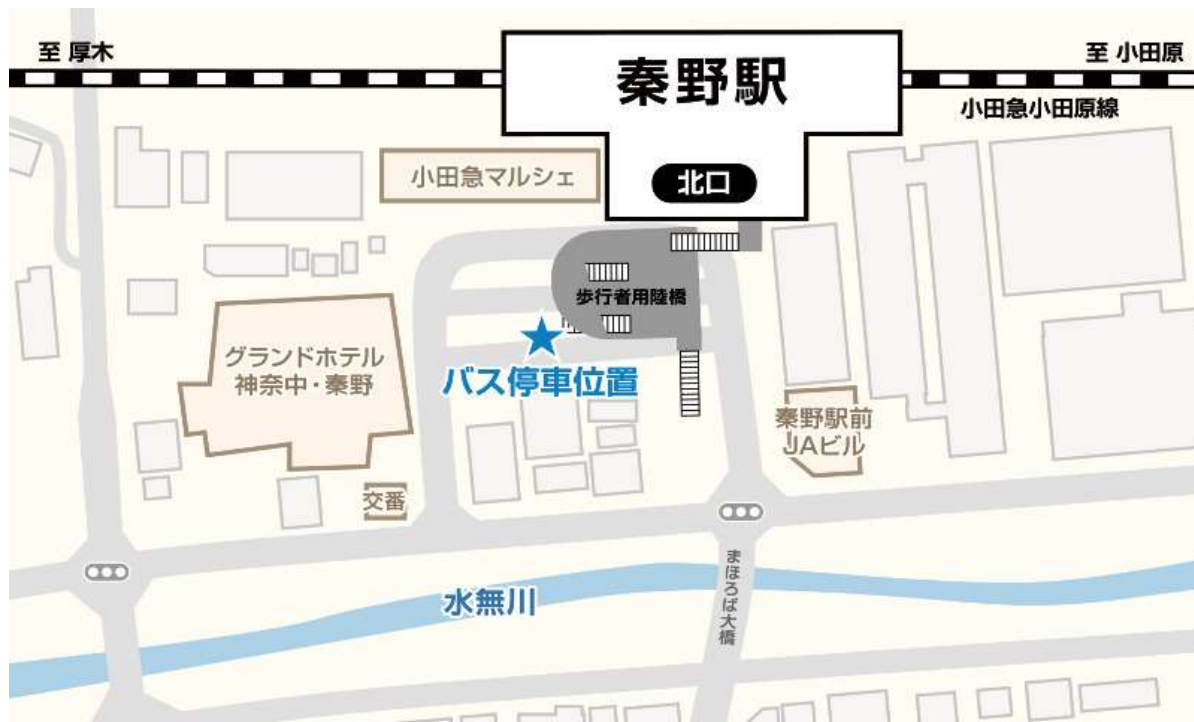 至 厚木
秦野駅
至 小田原
小田急小田原線
小田急マルシェ
北口
歩行者用陸橋
グランドホテル
神奈中・秦野
バス停車位置
秦野駅前
JAビル
交番
まほろば大橋
水無川